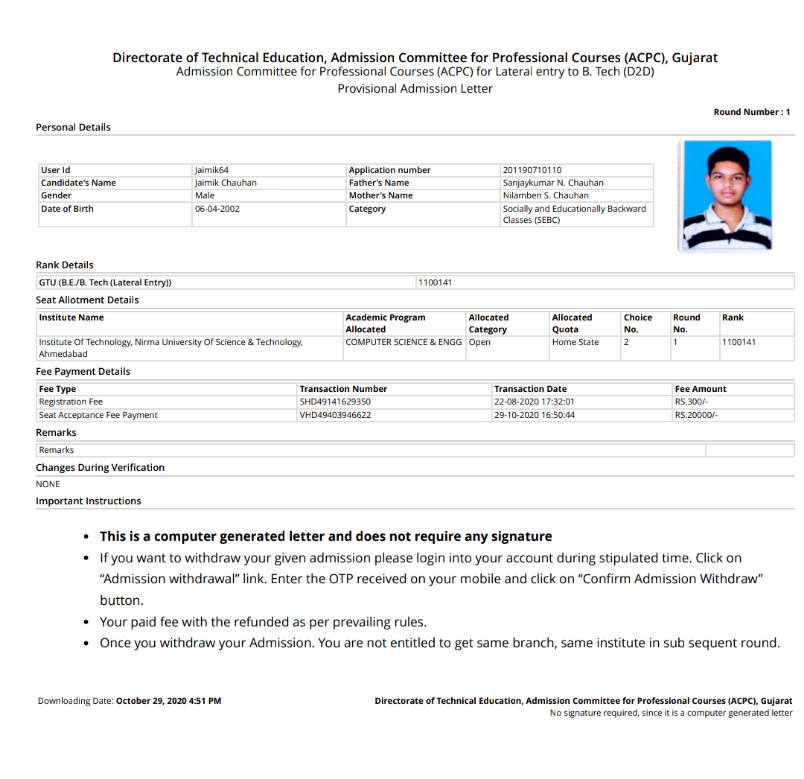 Directorate of Technical Education, Admission Committee for Professional Courses (ACPC), Gujarat
Admission Committee for Professional Courses (ACPC) for Lateral entry to B. Tech (D2D)
Provisional Admission Letter
Round Number : 1
Personal Details
User Id Jaimik64 Application number 201190710110
Candidate's Name Jaimik Chauhan Father's Name Sanjaykumar N. Chauhan
Gender Male Mother's Name Nilamben S. Chauhan
Date of Birth 06-04-2002 Category Socially and Educationally Backward
Classes (SEBC)
Rank Details
GTU (B.E./B. Tech (Lateral Entry)) 1100141
Seat Allotment Details
Institute Name Academic Program Allocated Allocated Choice Round Rank
Allocated Category Quota No. No.
Institute Of Technology, Nirma University Of Science & Technology, COMPUTER SCIENCE & ENGG Open Home State 2 1 1100141
Ahmedabad
Fee Payment Details
Fee Type Transaction Number Transaction Date Fee Amount
Registration Fee SHD49141629350 22-08-2020 17:32:01 RS.300/-
Seat Acceptance Fee Payment VHD49403946622 29-10-2020 16:50:44 RS.20000/-
Remarks
Remarks
Changes During Verification
NONE
Important Instructions
• This is a computer generated letter and does not require any signature
• If you want to withdraw your given admission please login into your account during stipulated time. Click on
“Admission withdrawal” link. Enter the OTP received on your mobile and click on “Confirm Admission Withdraw”
button.
• Your paid fee with the refunded as per prevailing rules.
• Once you withdraw your Admission. You are not entitled to get same branch, same institute in sub sequent round.
Downloading Date: October 29, 2020 4:51 PM Directorate of Technical Education, Admission Committee for Professional Courses (ACPC), Gujarat
No signature required, since it is a computer generated letter